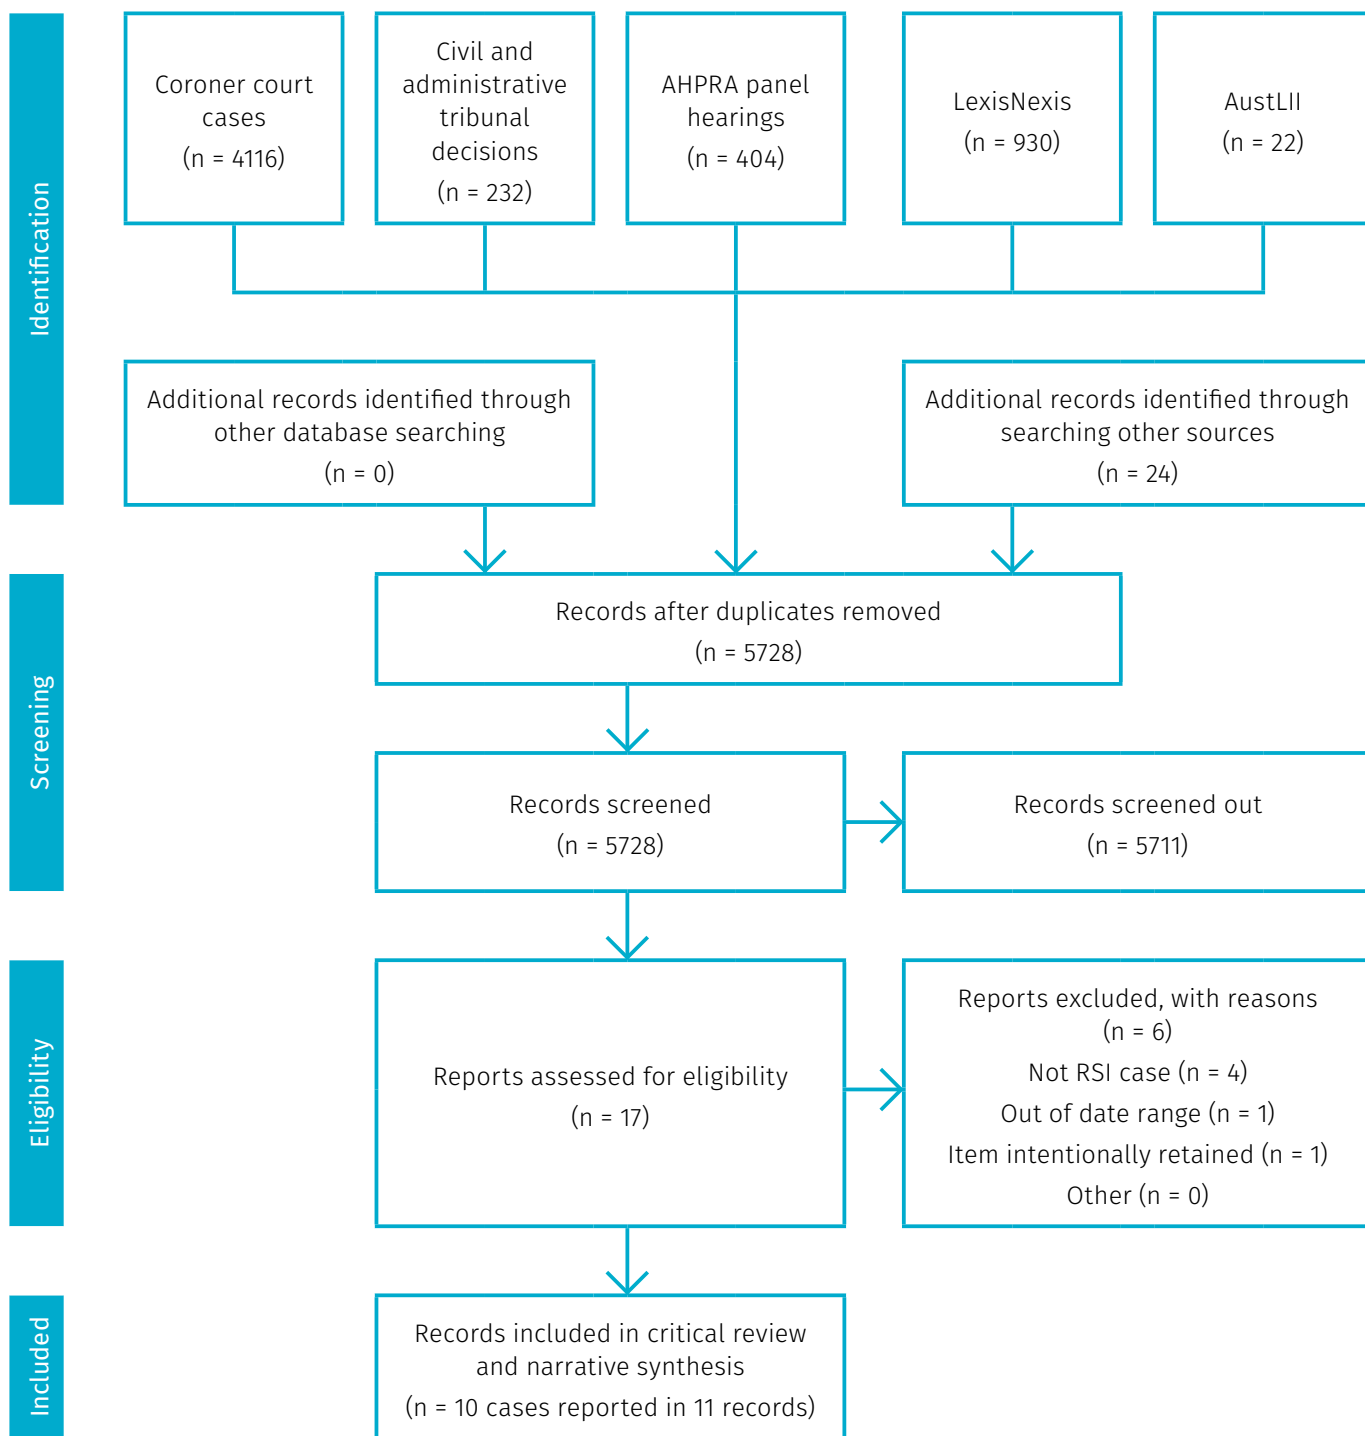 Identification
Coroner court
cases
(n = 4116)
Civil and
administrative
tribunal
decisions
(n = 232)
AHPRA panel
hearings
(n = 404)
LexisNexis
(n = 930)
AustLII
(n = 22)
Additional records identified through
other database searching
(n = 0)
Additional records identified through
searching other sources
(n = 24)
Screening
Records after duplicates removed
(n = 5728)
Records screened
(n = 5728)
Records screened out
(n = 5711)
Eligibility
Reports assessed for eligibility
(n = 17)
Reports excluded, with reasons
(n = 6)
Not RSI case (n = 4)
Out of date range (n = 1)
Item intentionally retained (n = 1)
Other (n = 0)
Included
Records included in critical review
and narrative synthesis
(n = 10 cases reported in 11 records)